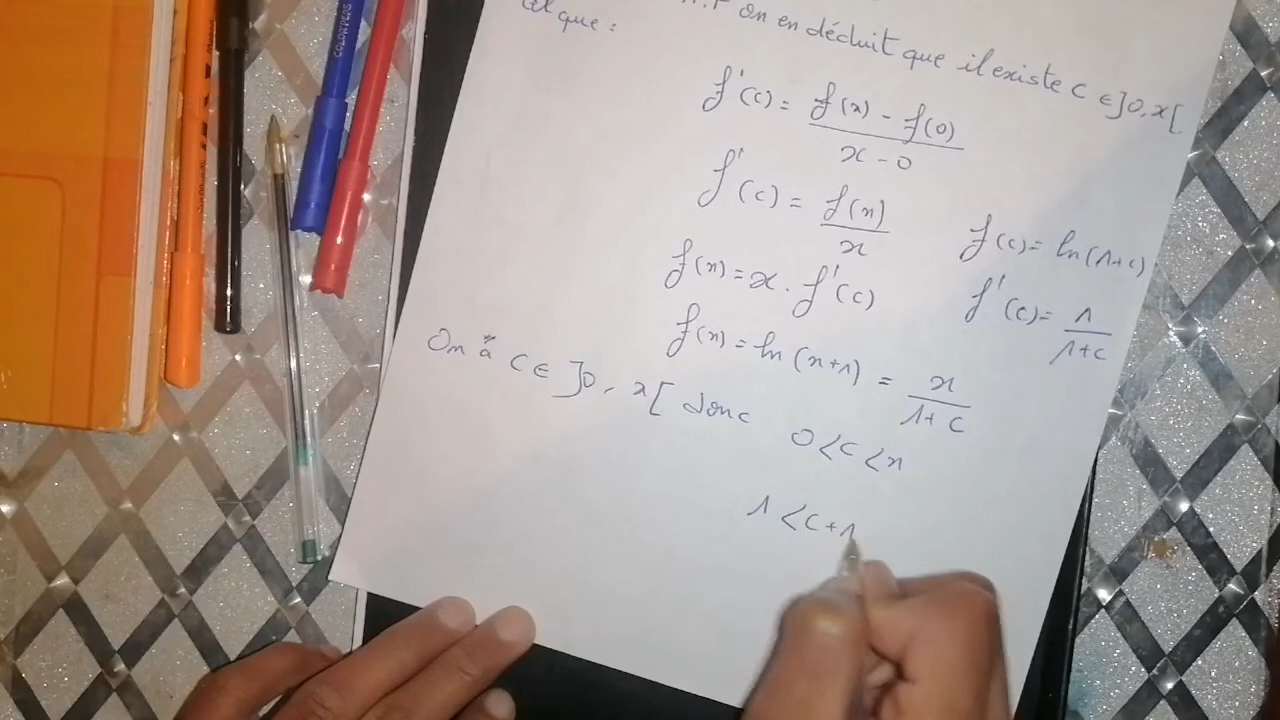 on en déduit que il existe c ∈ ]0, x[
tel que :
f'(c) = f(x) - f(0) / x - 0
f'(c) = f(x) / x
f(c) = ln(1+c)
f(x) = x . f'(c)
f'(c) = 1 / 1+c
f(x) = ln(x+1) = x / 1+c
On a c ∈ ]0, x[ donc 0 < c < x
1 < c+1
COLORPEPS